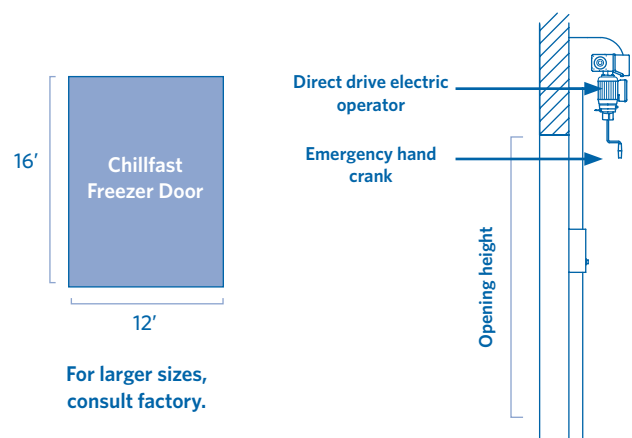 16′
Chillfast
Freezer Door
12′
For larger sizes,
consult factory.
Direct drive electric
operator
Emergency hand
crank
Opening height